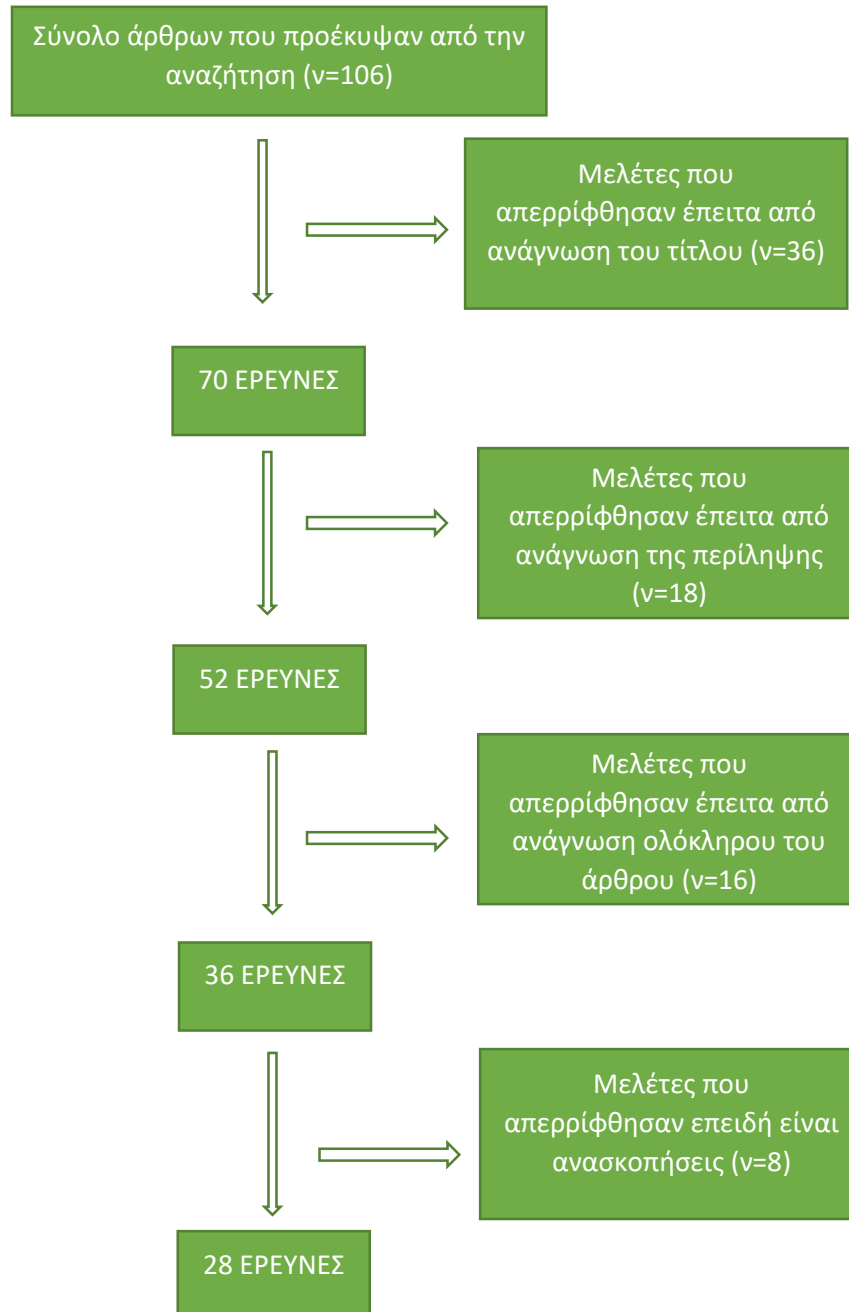 Σύνολο άρθρων που προέκυψαν από την
αναζήτηση (ν=106)
Μελέτες που
απερρίφθησαν έπειτα από
ανάγνωση του τίτλου (ν=36)
70 ΕΡΕΥΝΕΣ
Μελέτες που
απερρίφθησαν έπειτα από
ανάγνωση της περίληψης
(ν=18)
52 ΕΡΕΥΝΕΣ
Μελέτες που
απερρίφθησαν έπειτα από
ανάγνωση ολόκληρου του
άρθρου (ν=16)
36 ΕΡΕΥΝΕΣ
Μελέτες που
απερρίφθησαν επειδή είναι
ανασκοπήσεις (ν=8)
28 ΕΡΕΥΝΕΣ